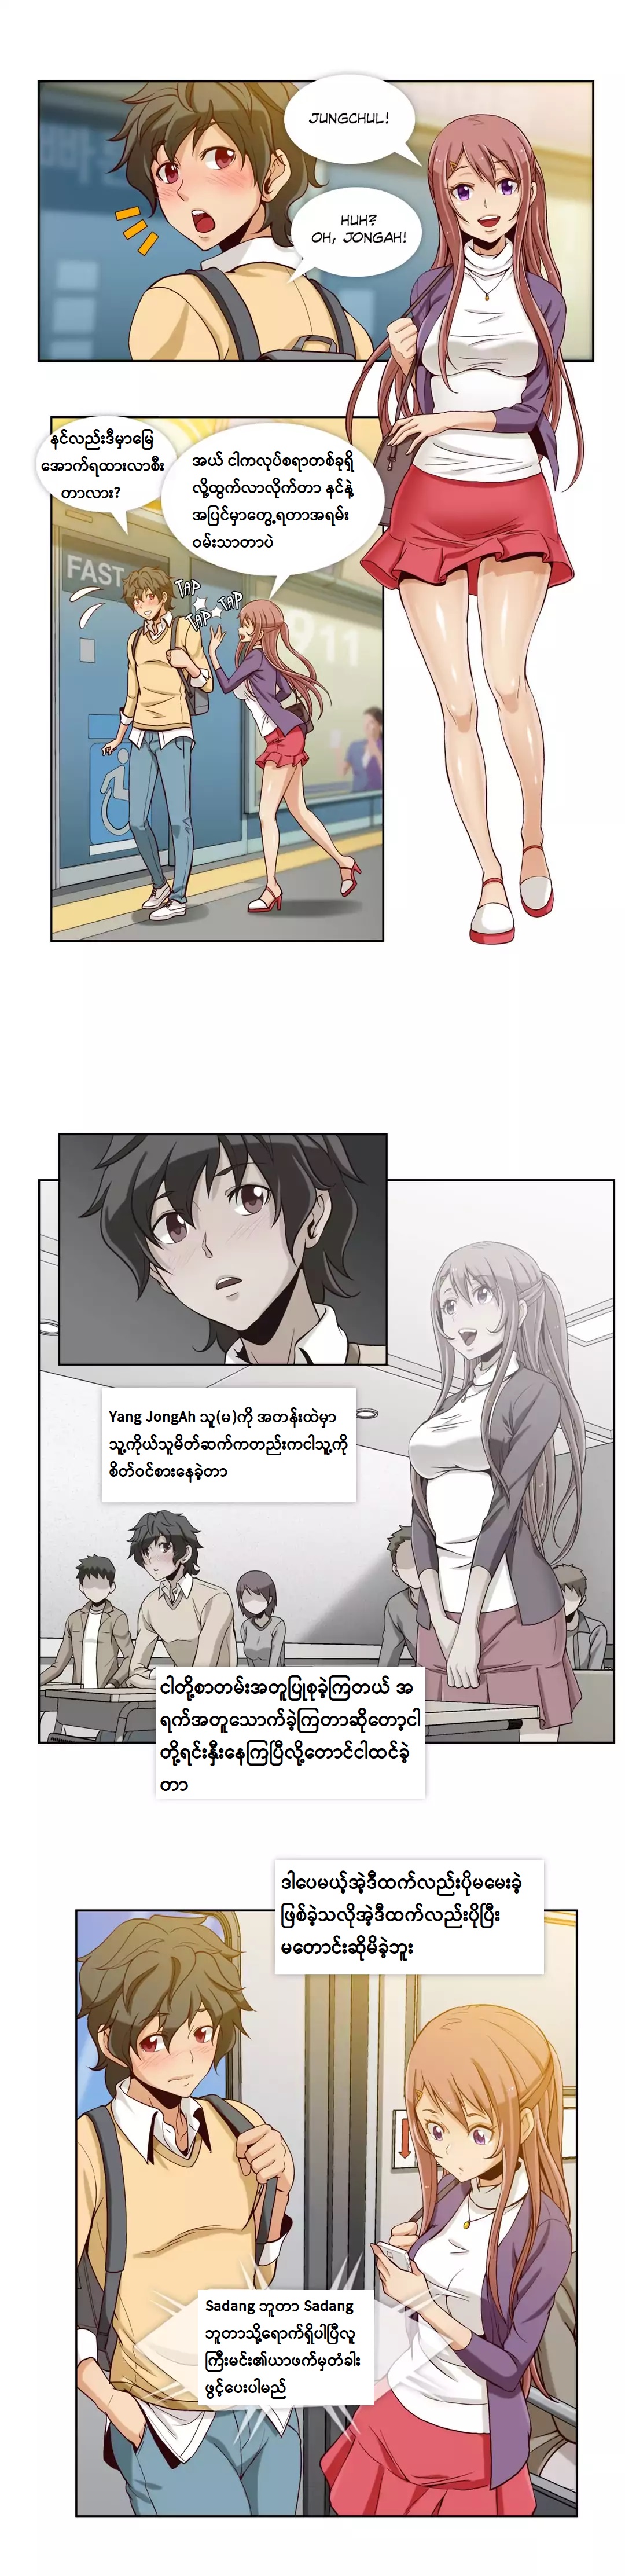 JUNGCHUL!
HUH?
OH, JONGAH!
နင်လည်းဒီမှာမြေ
အောက်ရထားလာစီး
တာလား?
အယ် ငါကလုပ်စရာတစ်ခုရှိ
လို့ထွက်လာလိုက်တာ နင်နဲ့
အပြင်မှာတွေ့ရတာအရမ်း
ဝမ်းသာတာပဲ
FAST
TAP
TAP TAP
911
Yang JongAh သူ(မ)ကို အတန်းထဲမှာ
သူ့ကိုယ်သူမိတ်ဆက်ကတည်းကငါသူ့ကို
စိတ်ဝင်စားနေခဲ့တာ
ငါတို့စာတမ်းအတူပြုစုခဲ့ကြတယ် အ
ရက်အတူသောက်ခဲ့ကြတာဆိုတော့ငါ
တို့ရင်းနှီးနေကြပြီလို့တောင်ငါထင်ခဲ့
တာ
ဒါပေမယ့်အဲ့ဒီထက်လည်းပိုမမေးခဲ့
ဖြစ်ခဲ့သလိုအဲ့ဒီထက်လည်းပိုပြီး
မတောင်းဆိုမိခဲ့ဘူး
Sadang ဘူတာ Sadang
ဘူတာသို့ရောက်ရှိပါပြီလူ
ကြီးမင်း၏ယာဖက်မှတံခါး
ဖွင့်ပေးပါမည်